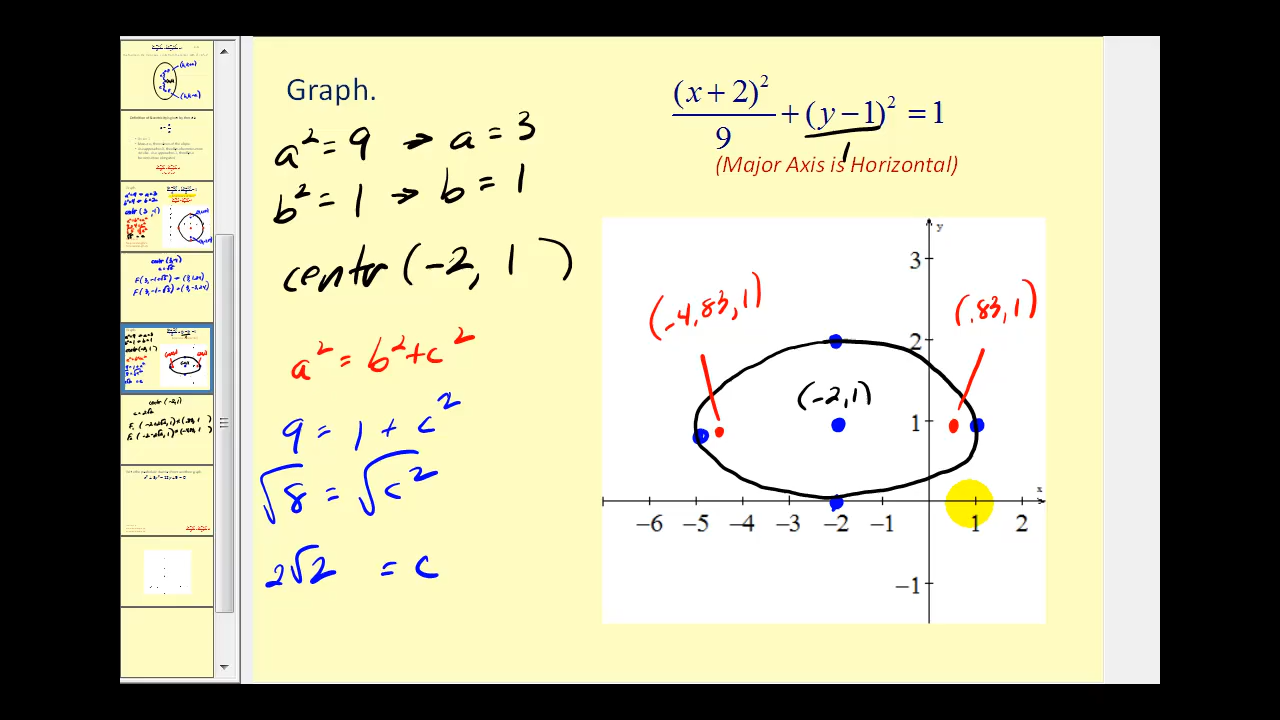 Graph.
(x + 2)² / 9 + (y − 1)² / 1 = 1
(Major Axis is Horizontal)
a² = 9 → a = 3
b² = 1 → b = 1
centr (-2, 1)
a² = b² + c²
9 = 1 + c²
√8 = √c²
2√2 = c
y
3
(-4.83, 1)
(.83, 1)
2
(-2, 1)
1
x
−6 −5 −4 −3 −2 −1 1 2
−1